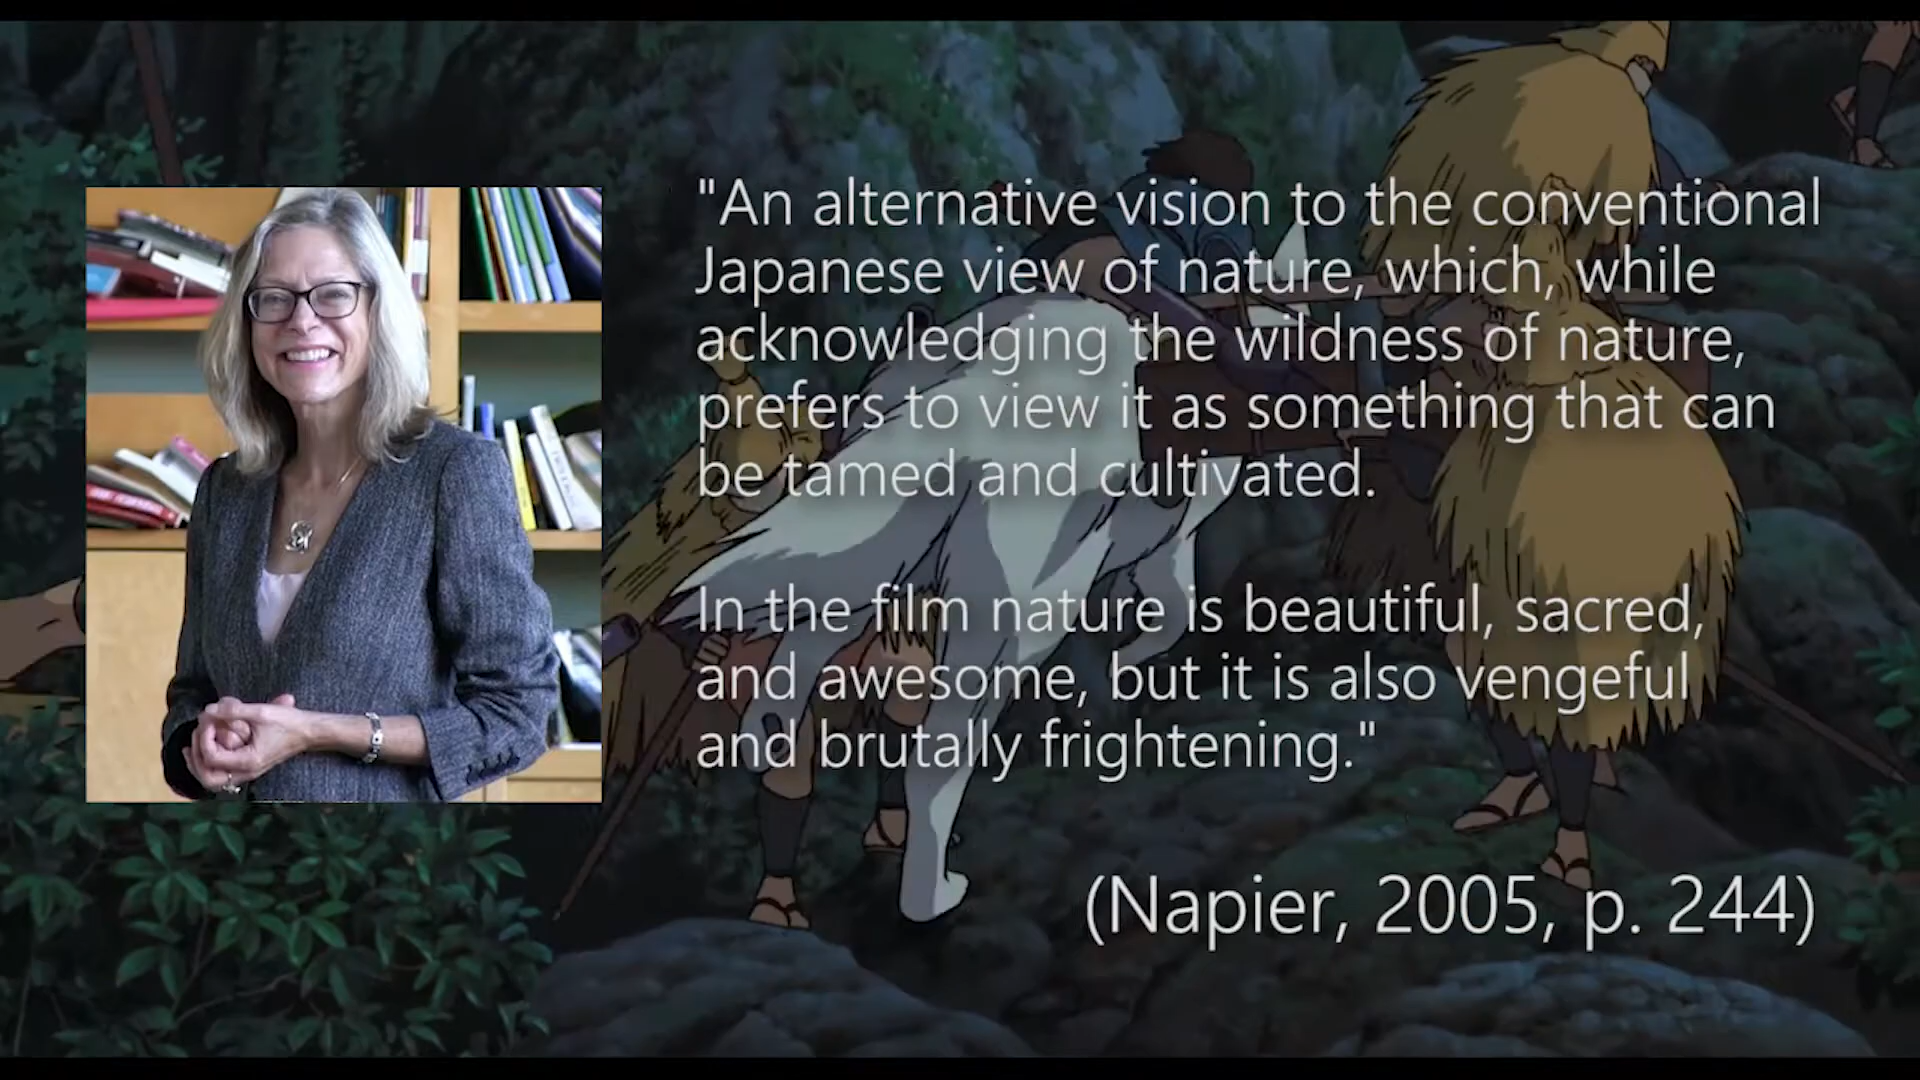 "An alternative vision to the conventional
Japanese view of nature, which, while
acknowledging the wildness of nature,
prefers to view it as something that can
be tamed and cultivated.
In the film nature is beautiful, sacred,
and awesome, but it is also vengeful
and brutally frightening."
(Napier, 2005, p. 244)